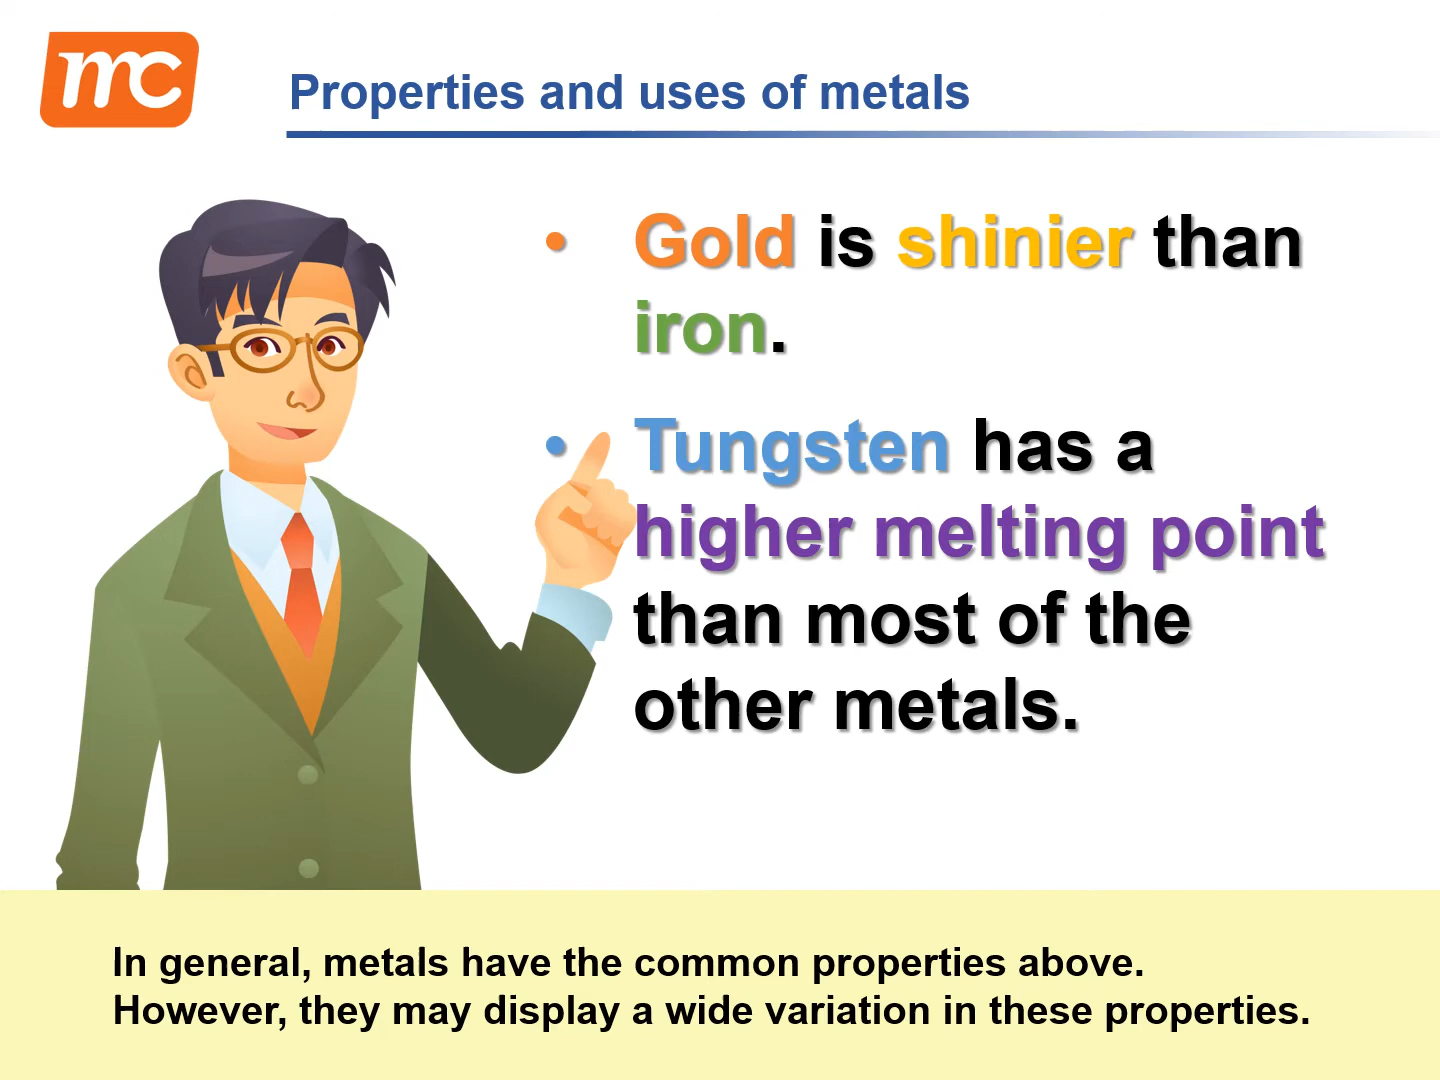 mc
Properties and uses of metals
• Gold is shinier than
iron.
• Tungsten has a
higher melting point
than most of the
other metals.
In general, metals have the common properties above.
However, they may display a wide variation in these properties.